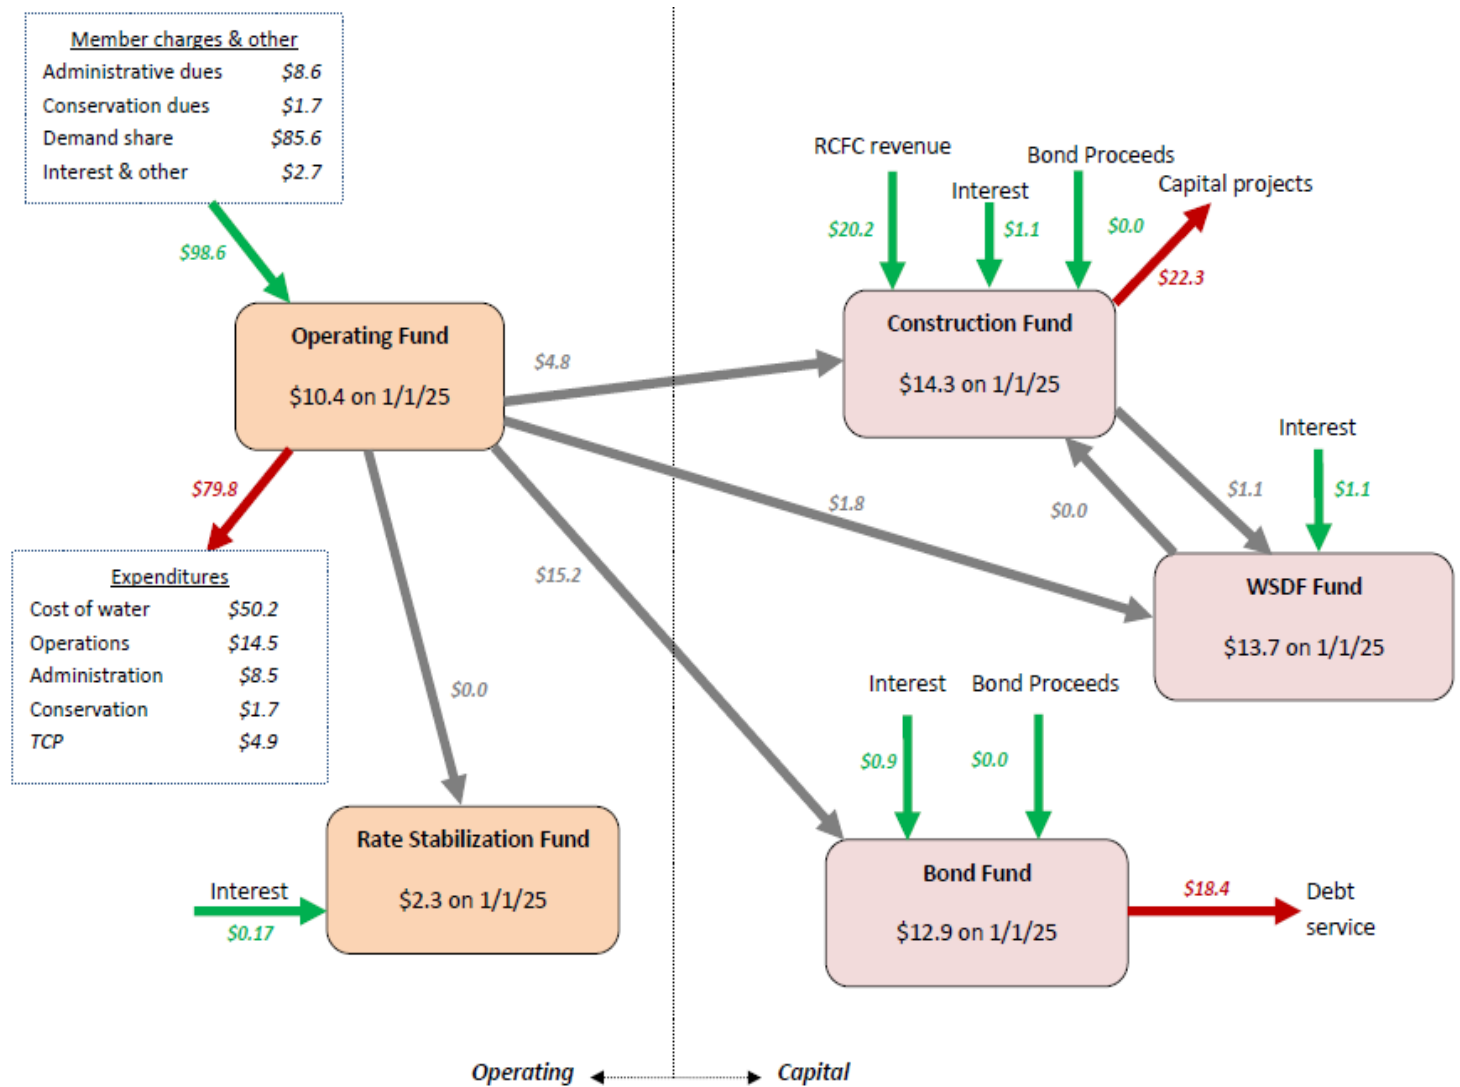 Member charges & other
Administrative dues $8.6
Conservation dues $1.7
Demand share $85.6
Interest & other $2.7
$98.6
Operating Fund
$10.4 on 1/1/25
$79.8
Expenditures
Cost of water $50.2
Operations $14.5
Administration $8.5
Conservation $1.7
TCP $4.9
$0.0
Rate Stabilization Fund
$2.3 on 1/1/25
Interest
$0.17
$4.8
$1.8
$15.2
RCFC revenue
$20.2
Interest
$1.1
Bond Proceeds
$0.0
Capital projects
$22.3
Construction Fund
$14.3 on 1/1/25
$1.1
$0.0
Interest
$1.1
WSDF Fund
$13.7 on 1/1/25
Interest
$0.9
Bond Proceeds
$0.0
Bond Fund
$12.9 on 1/1/25
$18.4
Debt
service
Operating
Capital